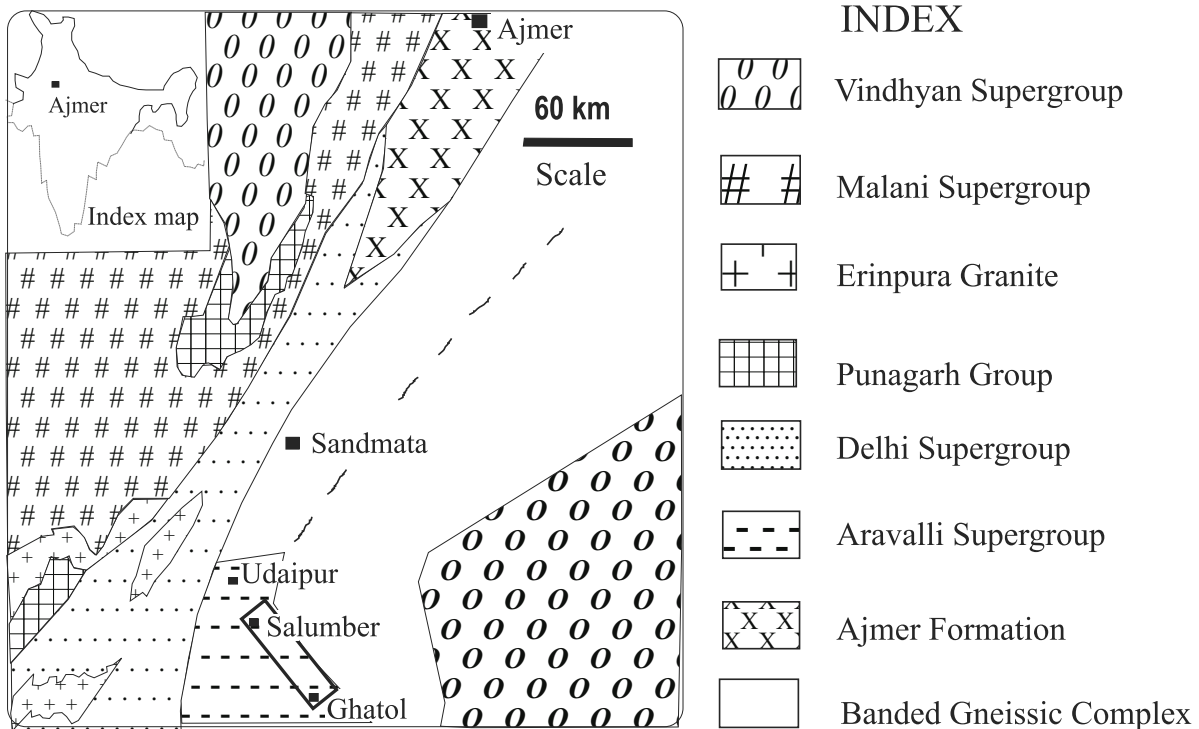 Ajmer
Index map
Ajmer
60 km
Scale
Sandmata
Udaipur
Salumber
Ghatol
INDEX
Vindhyan Supergroup
Malani Supergroup
Erinpura Granite
Punagarh Group
Delhi Supergroup
Aravalli Supergroup
Ajmer Formation
Banded Gneissic Complex